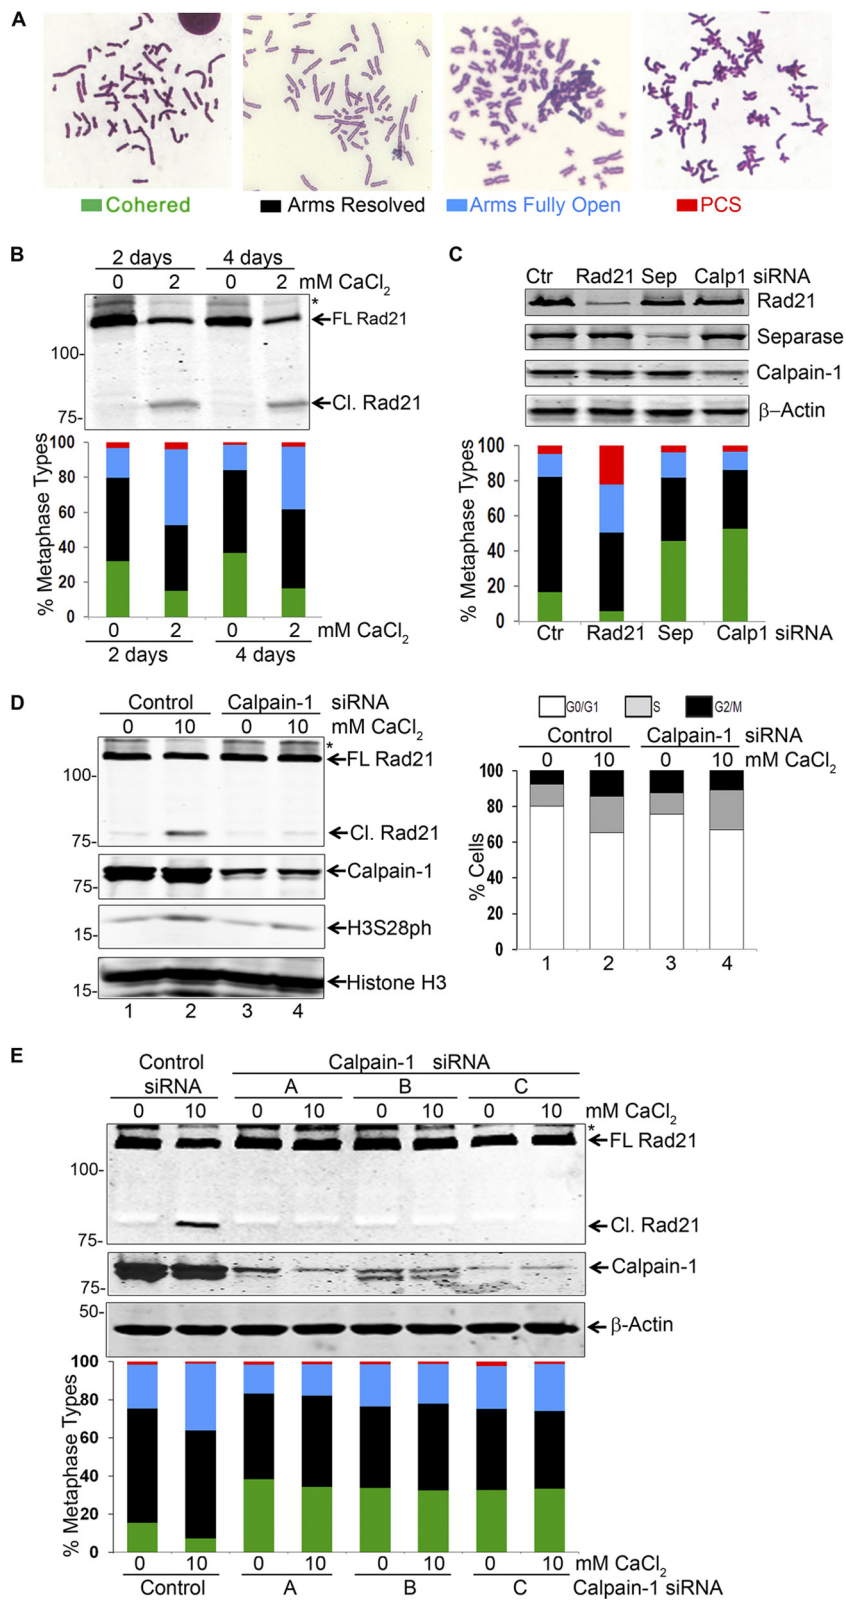 A
Cohered Arms Resolved Arms Fully Open PCS
B
2 days 4 days
0 2 0 2 mM CaCl2
*
FL Rad21
100-
Cl. Rad21
75-
% Metaphase Types
100
80
60
40
20
0
0 2 0 2 mM CaCl2
2 days 4 days
C
Ctr Rad21 Sep Calp1 siRNA
Rad21
Separase
Calpain-1
β-Actin
% Metaphase Types
100
80
60
40
20
0
Ctr Rad21 Sep Calp1 siRNA
D
Control Calpain-1 siRNA
0 10 0 10 mM CaCl2
*
FL Rad21
100-
Cl. Rad21
75-
Calpain-1
75-
H3S28ph
15-
Histone H3
15-
1 2 3 4
G0/G1 S G2/M
Control Calpain-1 siRNA
0 10 0 10 mM CaCl2
% Cells
100
80
60
40
20
0
1 2 3 4
E
Control Calpain-1 siRNA
siRNA A B C
0 10 0 10 0 10 0 10 mM CaCl2
*
FL Rad21
100-
Cl. Rad21
75-
Calpain-1
75-
50-
β-Actin
% Metaphase Types
100
80
60
40
20
0
0 10 0 10 0 10 0 10 mM CaCl2
Control A B C Calpain-1 siRNA